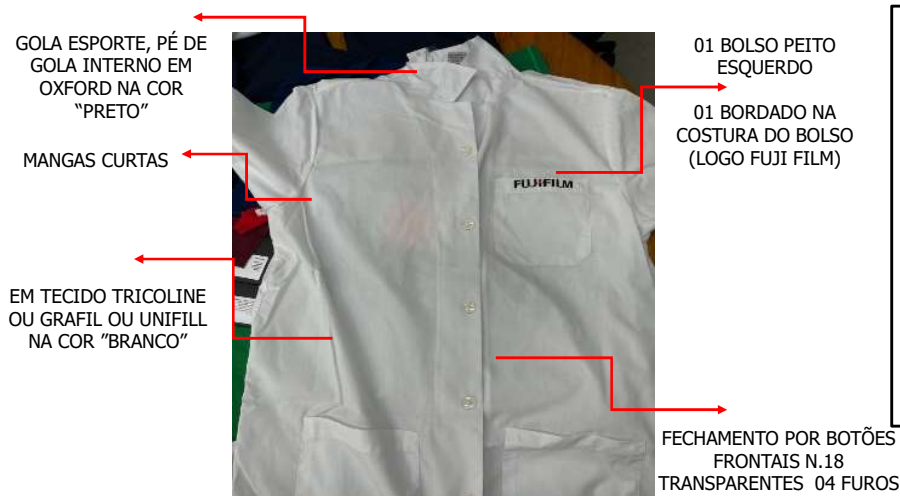 GOLA ESPORTE, PÉ DE
GOLA INTERNO EM
OXFORD NA COR
“PRETO”
MANGAS CURTAS
EM TECIDO TRICOLINE
OU GRAFIL OU UNIFILL
NA COR ”BRANCO”
FUJIFILM
01 BOLSO PEITO
ESQUERDO
01 BORDADO NA
COSTURA DO BOLSO
(LOGO FUJI FILM)
FECHAMENTO POR BOTÕES
FRONTAIS N.18
TRANSPARENTES 04 FUROS